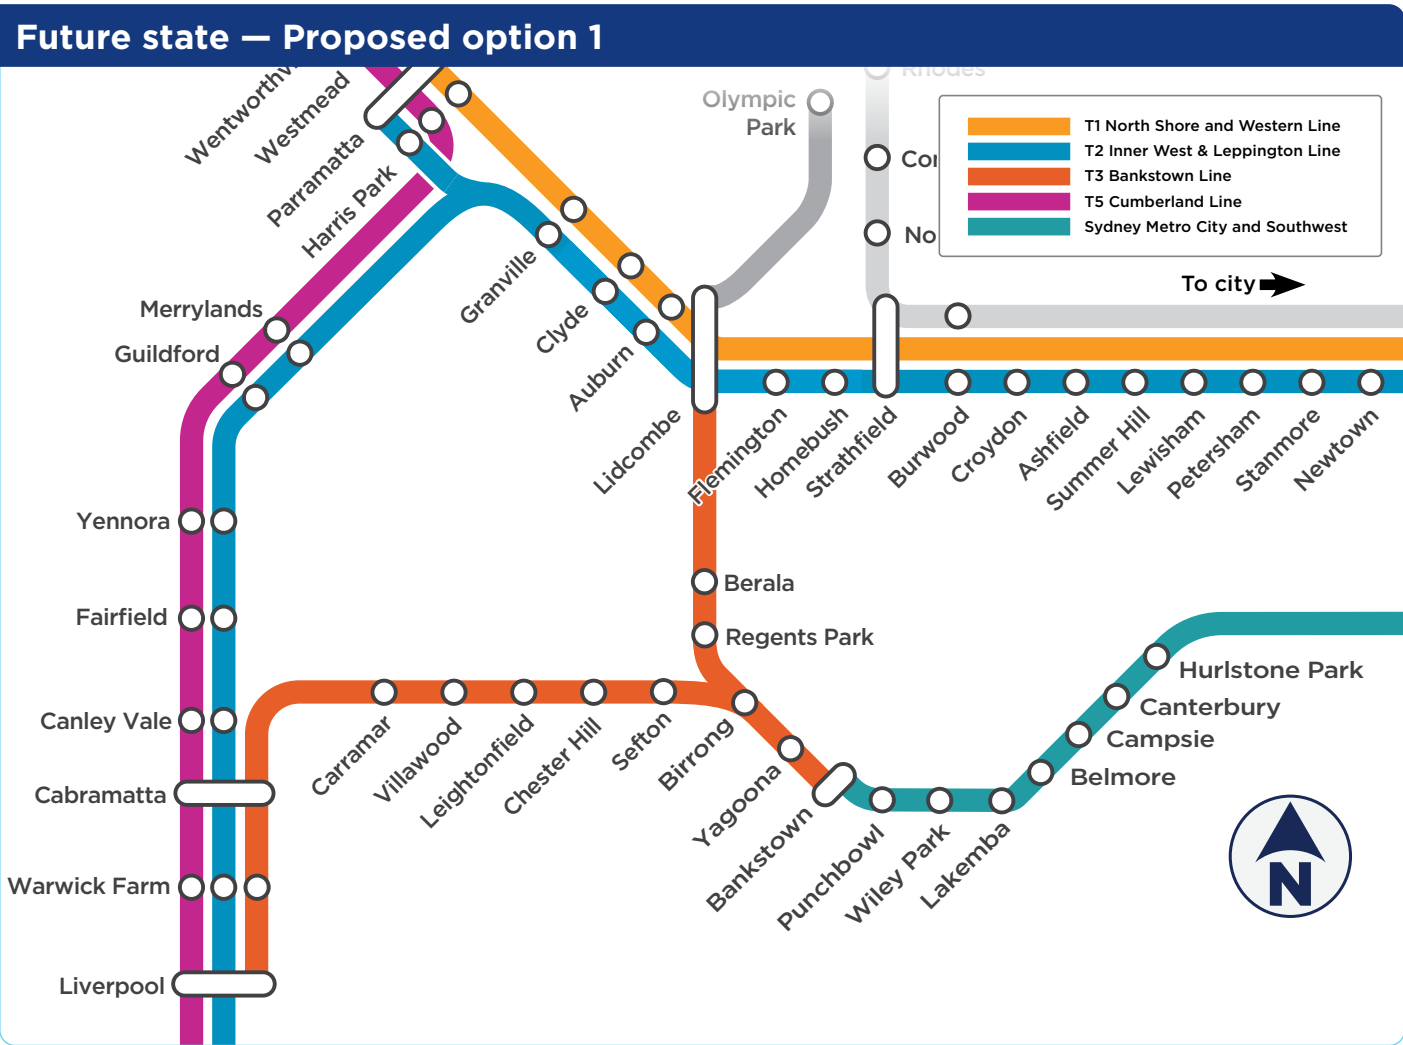 Future state — Proposed option 1
Westmead
Parramatta
Harris Park
Merrylands
Guildford
Yennora
Fairfield
Canley Vale
Cabramatta
Warwick Farm
Liverpool
Granville
Clyde
Auburn
Lidcombe
Olympic
Park
Rhodes
T1 North Shore and Western Line
T2 Inner West & Leppington Line
T3 Bankstown Line
T5 Cumberland Line
Sydney Metro City and Southwest
To city
Flemington
Homebush
Strathfield
Burwood
Croydon
Ashfield
Summer Hill
Lewisham
Petersham
Stanmore
Newtown
Berala
Regents Park
Carramar
Villawood
Leightonfield
Chester Hill
Sefton
Birrong
Yagoona
Bankstown
Punchbowl
Wiley Park
Lakemba
Belmore
Campsie
Canterbury
Hurlstone Park
N